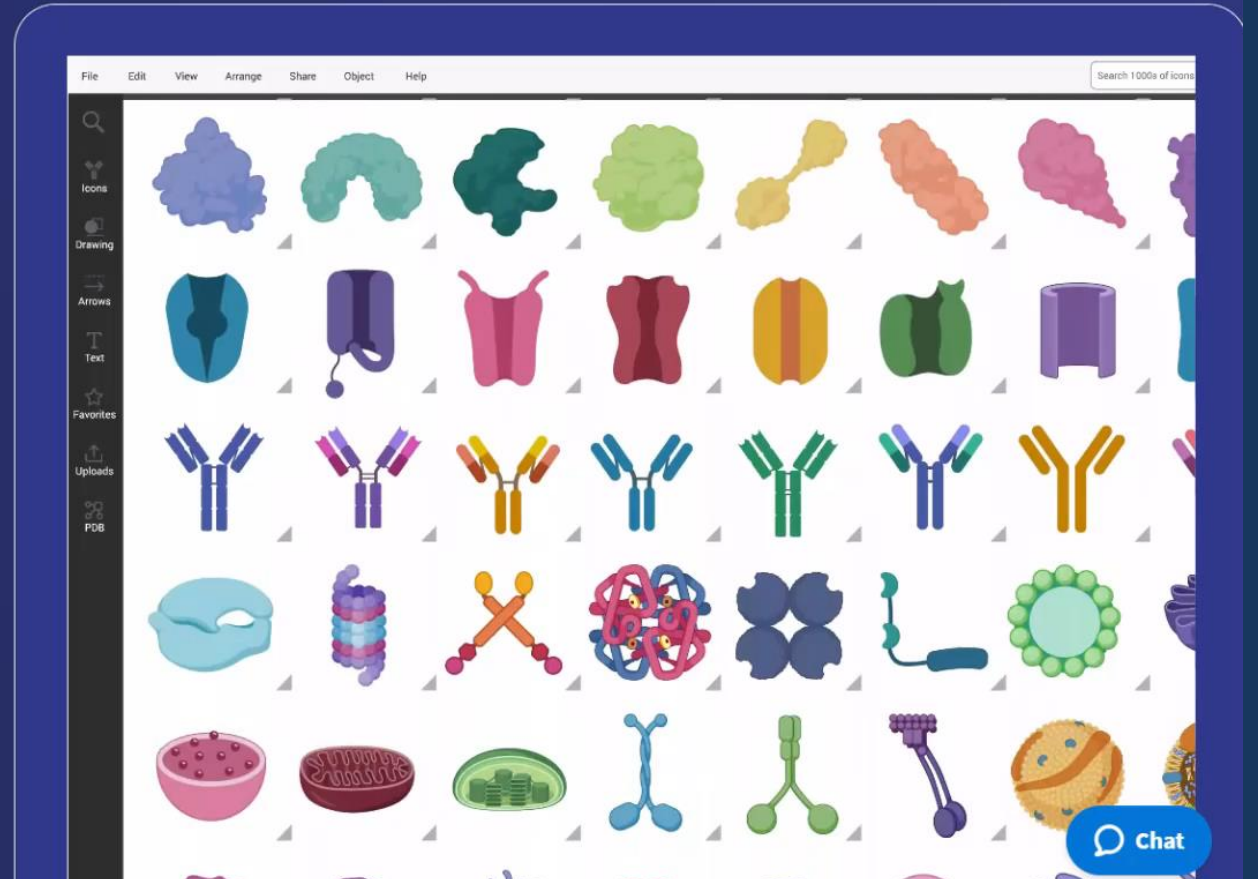 File Edit View Arrange Share Object Help
Search 1000s of icons
Icons
Drawing
Arrows
Text
Favorites
Uploads
PDB
Chat